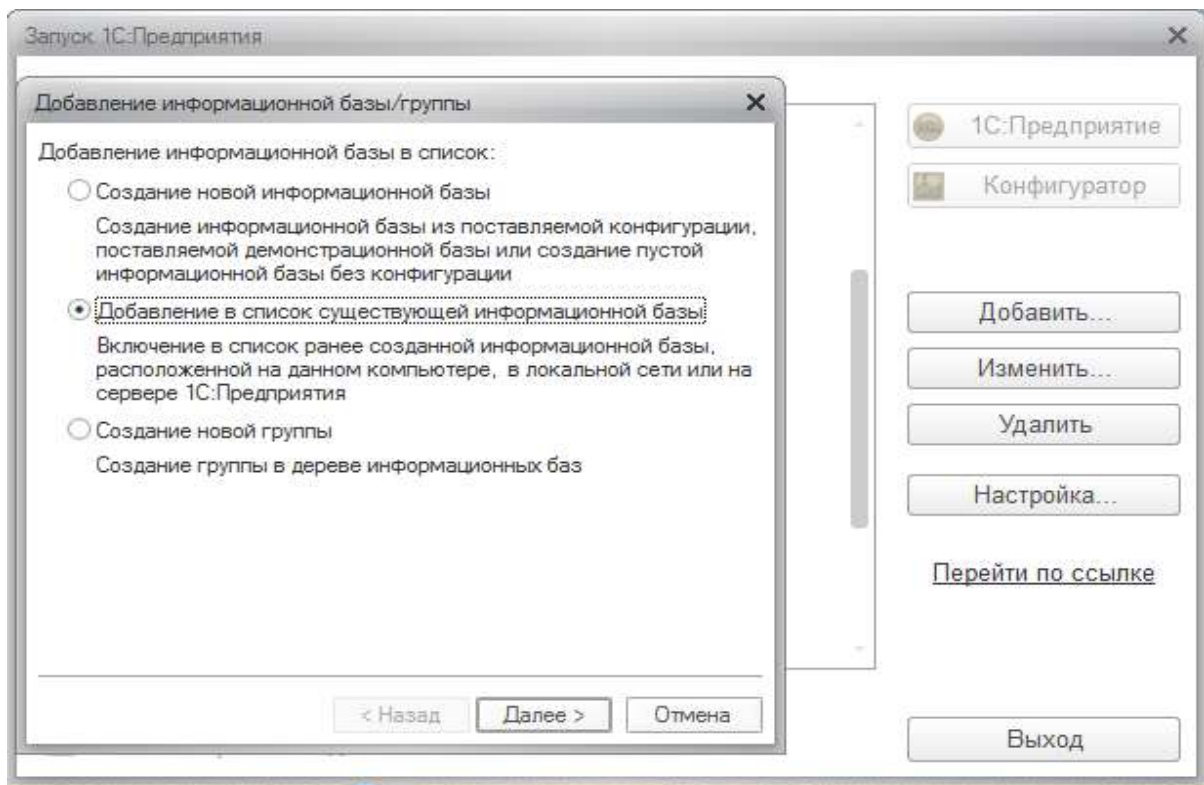 Запуск 1С:Предприятия
Добавление информационной базы/группы
Добавление информационной базы в список:
Создание новой информационной базы
Создание информационной базы из поставляемой конфигурации,
поставляемой демонстрационной базы или создание пустой
информационной базы без конфигурации
Добавление в список существующей информационной базы
Включение в список ранее созданной информационной базы,
расположенной на данном компьютере, в локальной сети или на
сервере 1С:Предприятия
Создание новой группы
Создание группы в дереве информационных баз
< Назад
Далее >
Отмена
1С:Предприятие
Конфигуратор
Добавить...
Изменить...
Удалить
Настройка...
Перейти по ссылке
Выход